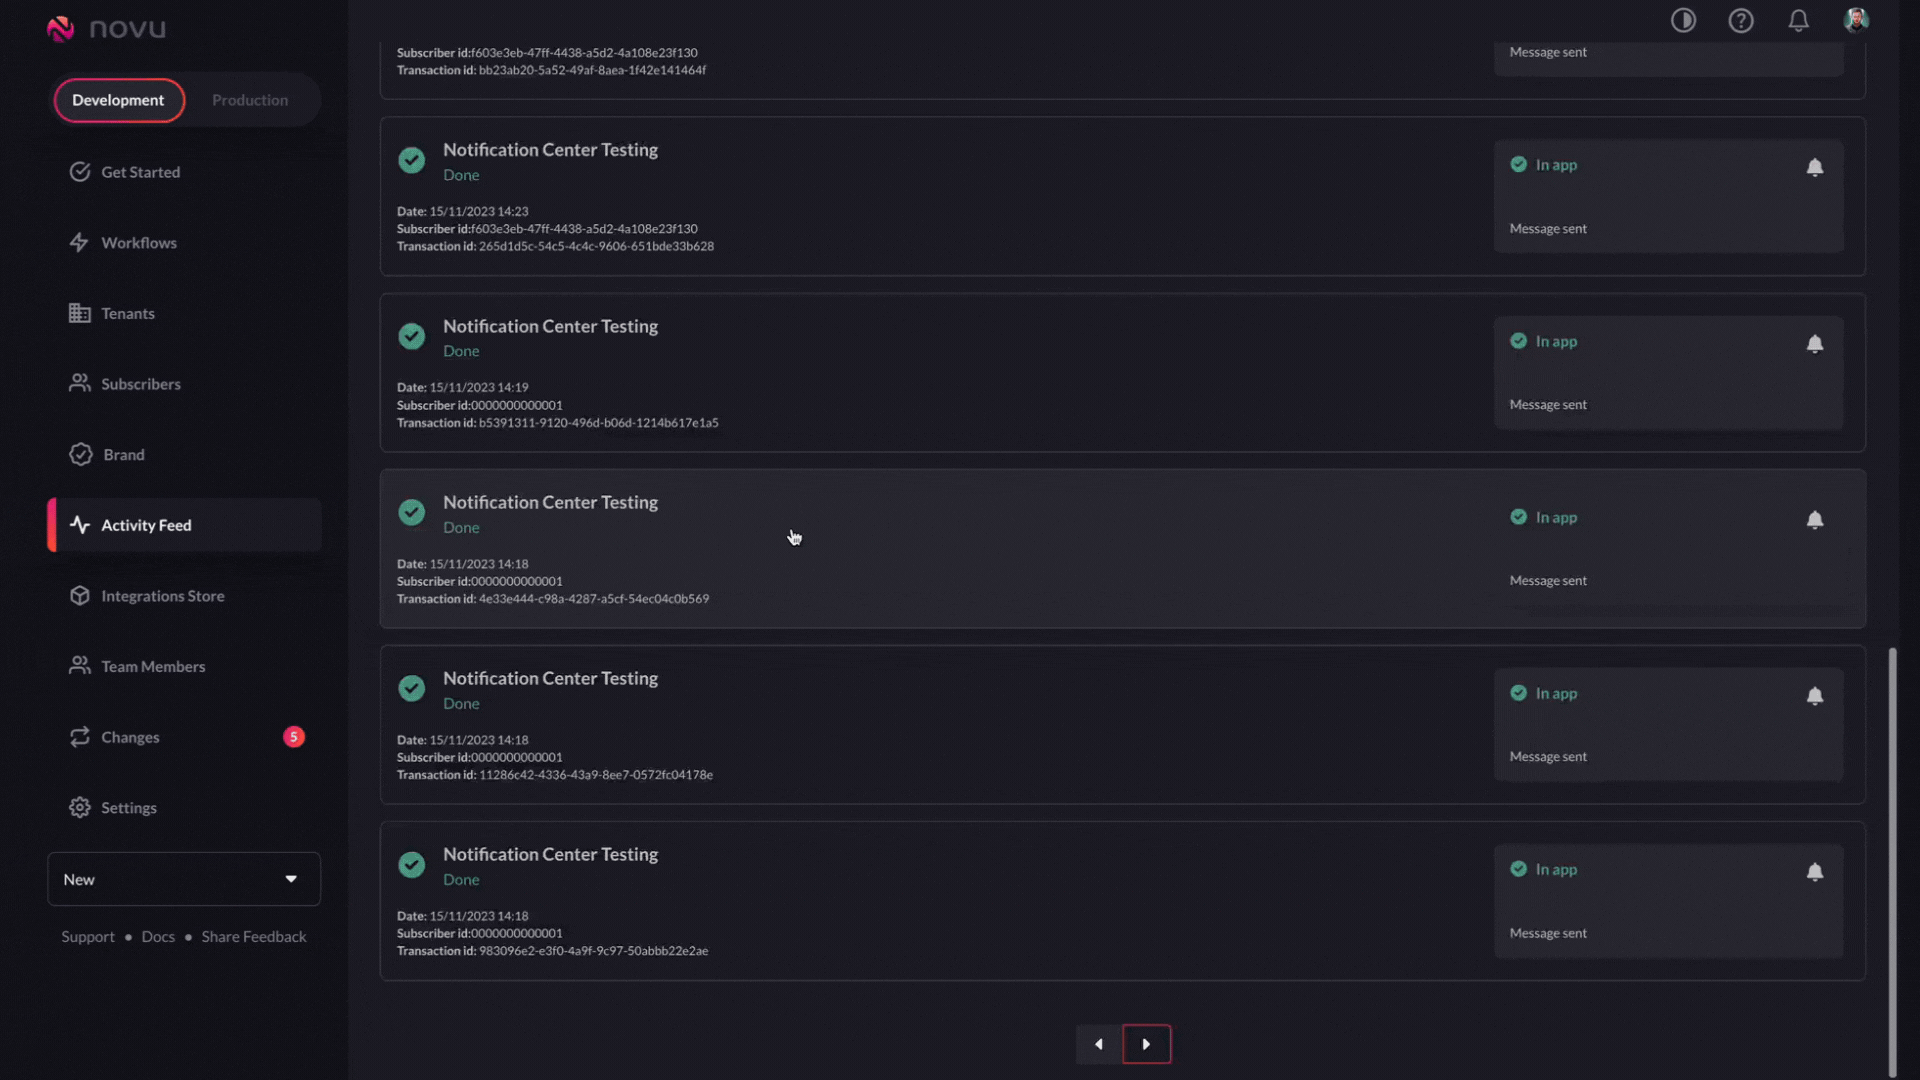 novu
Development
Production
Get Started
Workflows
Tenants
Subscribers
Brand
Activity Feed
Integrations Store
Team Members
Changes
5
Settings
New
Support • Docs • Share Feedback
Subscriber id:f603e3eb-47ff-4438-a5d2-4a108e23f130
Transaction id: bb23ab20-5a52-49af-8aea-1f42e141464f
Message sent
Notification Center Testing
Done
Date: 15/11/2023 14:23
Subscriber id:f603e3eb-47ff-4438-a5d2-4a108e23f130
Transaction id: 265d1d5c-54c5-4c4c-9606-651bde33b628
In app
Message sent
Notification Center Testing
Done
Date: 15/11/2023 14:19
Subscriber id:0000000000001
Transaction id: b5391311-9120-496d-b06d-1214b617e1a5
In app
Message sent
Notification Center Testing
Done
Date: 15/11/2023 14:18
Subscriber id:0000000000001
Transaction id: 4e33e444-c98a-4287-a5cf-54ec04c0b569
In app
Message sent
Notification Center Testing
Done
Date: 15/11/2023 14:18
Subscriber id:0000000000001
Transaction id: 11286c42-4336-43a9-8ee7-0572fc04178e
In app
Message sent
Notification Center Testing
Done
Date: 15/11/2023 14:18
Subscriber id:0000000000001
Transaction id: 983096e2-e3f0-4a9f-9c97-50abbb22e2ae
In app
Message sent